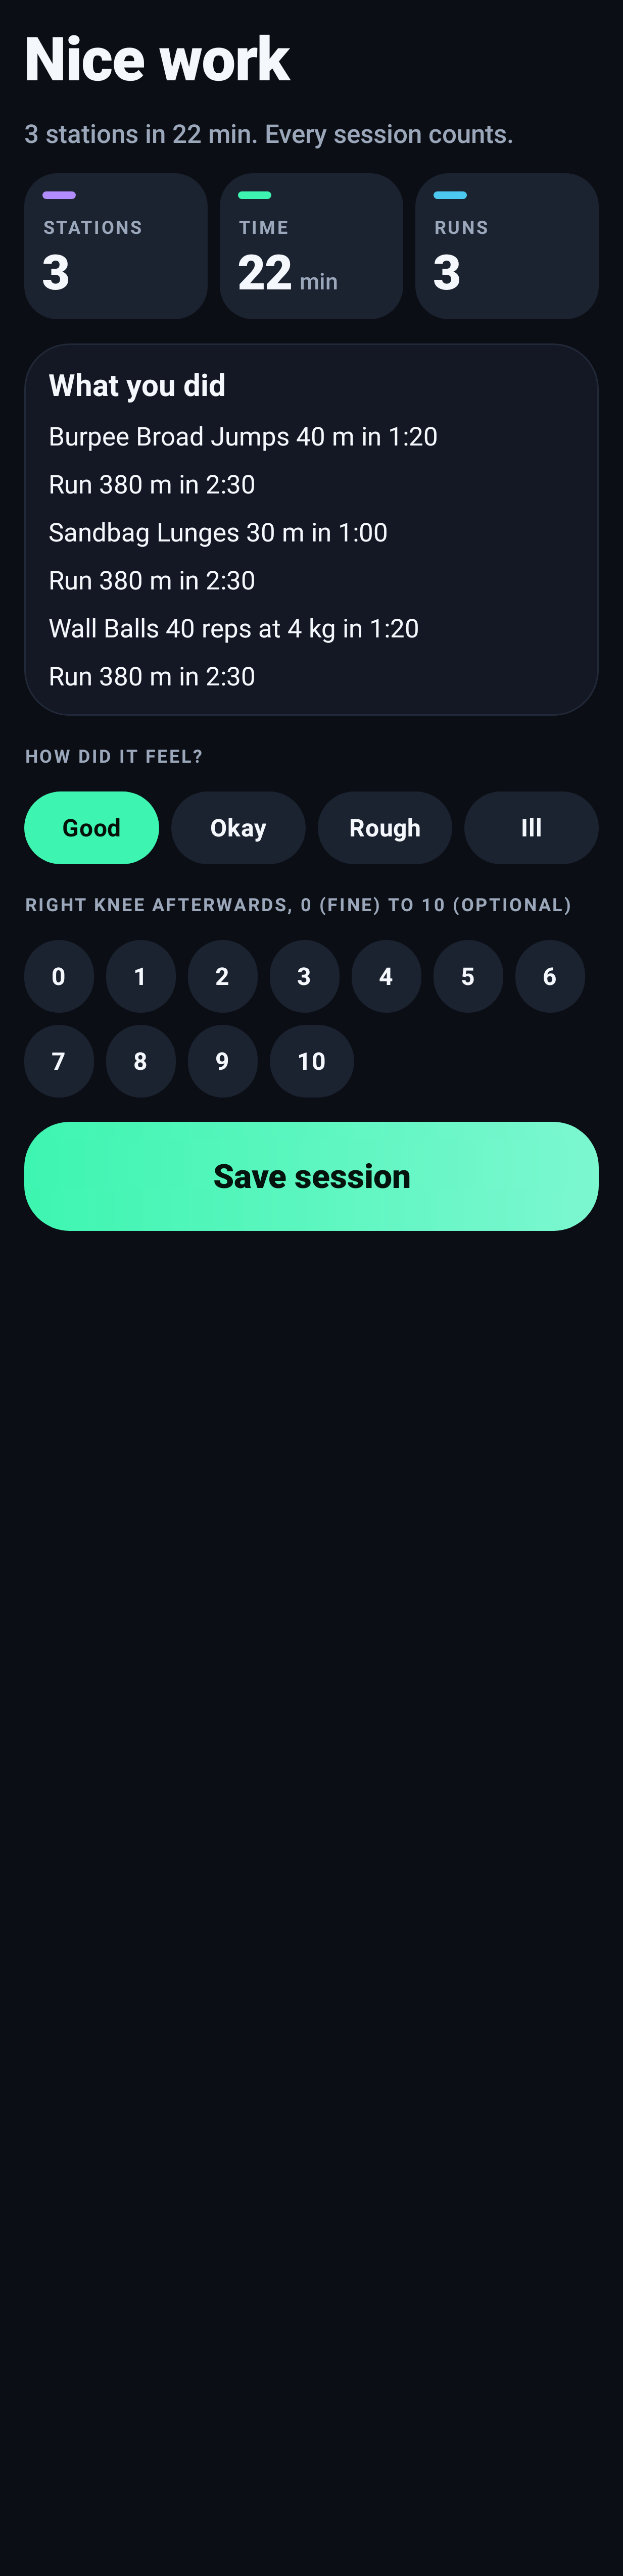 Nice work
3 stations in 22 min. Every session counts.
STATIONS
3
TIME
22 min
RUNS
3
What you did
Burpee Broad Jumps 40 m in 1:20
Run 380 m in 2:30
Sandbag Lunges 30 m in 1:00
Run 380 m in 2:30
Wall Balls 40 reps at 4 kg in 1:20
Run 380 m in 2:30
HOW DID IT FEEL?
Good Okay Rough Ill
RIGHT KNEE AFTERWARDS, 0 (FINE) TO 10 (OPTIONAL)
0 1 2 3 4 5 6
7 8 9 10
Save session